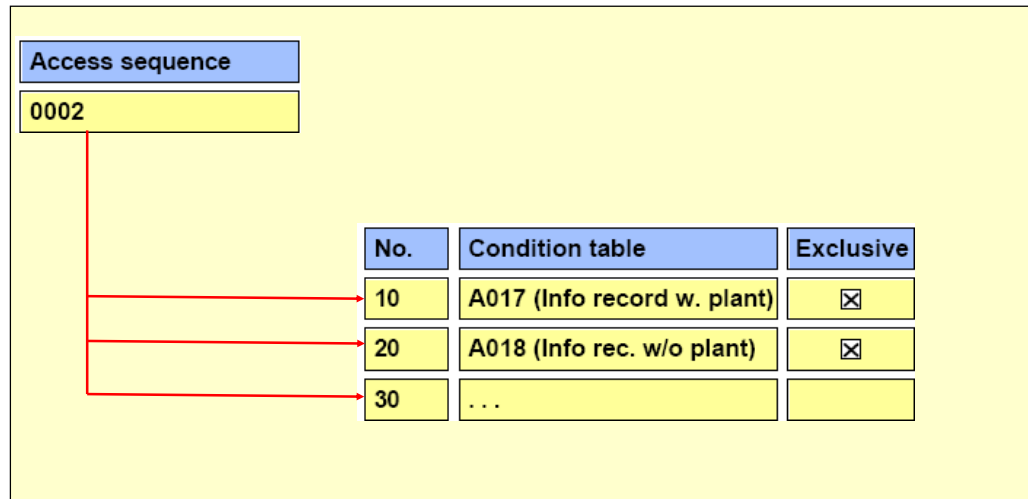 Access sequence
0002
No. Condition table Exclusive
10 A017 (Info record w. plant)
20 A018 (Info rec. w/o plant)
30 . . .